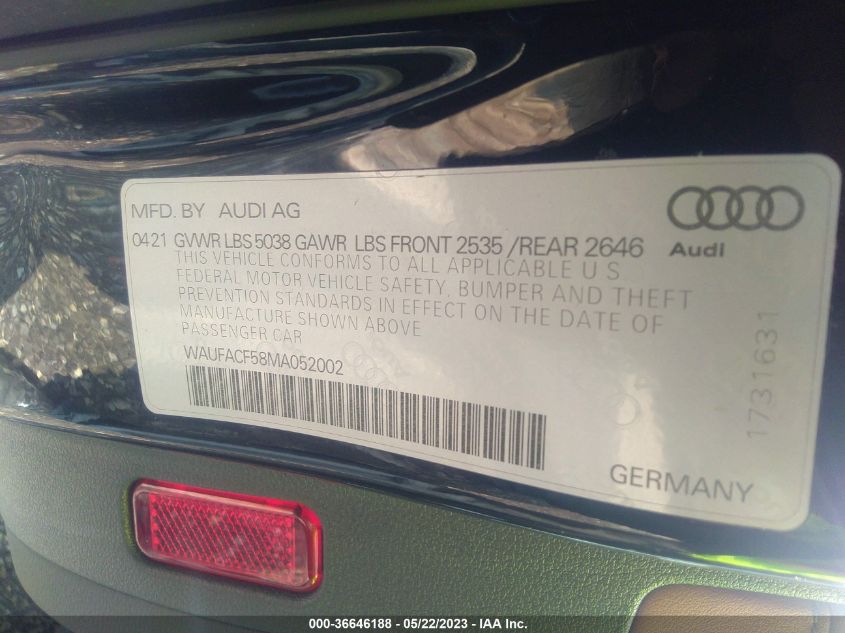 MFD. BY AUDI AG
Audi
04 21 GVWR LBS 5038 GAWR LBS FRONT 2535 /REAR 2646
THIS VEHICLE CONFORMS TO ALL APPLICABLE U S
FEDERAL MOTOR VEHICLE SAFETY, BUMPER AND THEFT
PREVENTION STANDARDS IN EFFECT ON THE DATE OF
MANUFACTURE SHOWN ABOVE
PASSENGER CAR
WAUFACF58MA052002
1731631
GERMANY
000-36646188 - 05/22/2023 - IAA Inc.